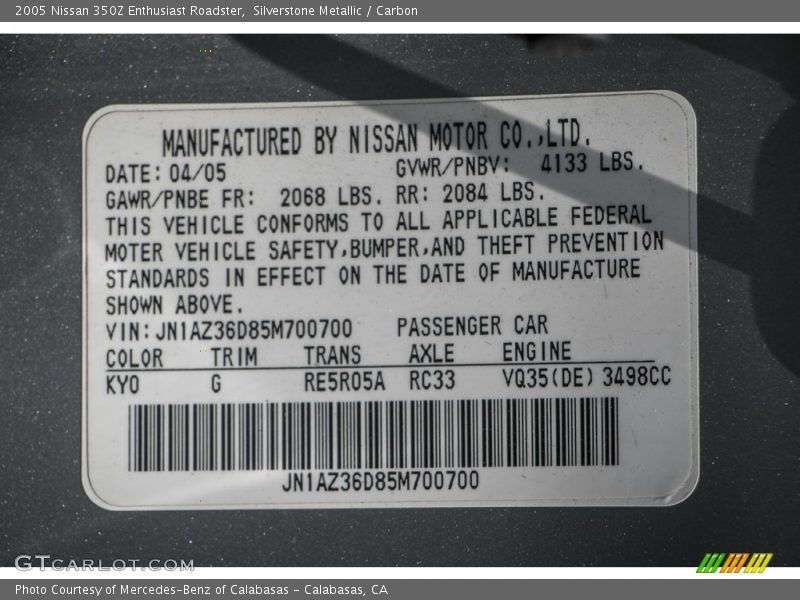 2005 Nissan 350Z Enthusiast Roadster, Silverstone Metallic / Carbon
MANUFACTURED BY NISSAN MOTOR CO.,LTD.
DATE: 04/05 GVWR/PNBV: 4133 LBS.
GAWR/PNBE FR: 2068 LBS. RR: 2084 LBS.
THIS VEHICLE CONFORMS TO ALL APPLICABLE FEDERAL
MOTER VEHICLE SAFETY,BUMPER,AND THEFT PREVENTION
STANDARDS IN EFFECT ON THE DATE OF MANUFACTURE
SHOWN ABOVE.
VIN: JN1AZ36D85M700700 PASSENGER CAR
COLOR TRIM TRANS AXLE ENGINE
KY0 G RE5R05A RC33 VQ35(DE) 3498CC
JN1AZ36D85M700700
GTCARLOT.COM
Photo Courtesy of Mercedes-Benz of Calabasas - Calabasas, CA